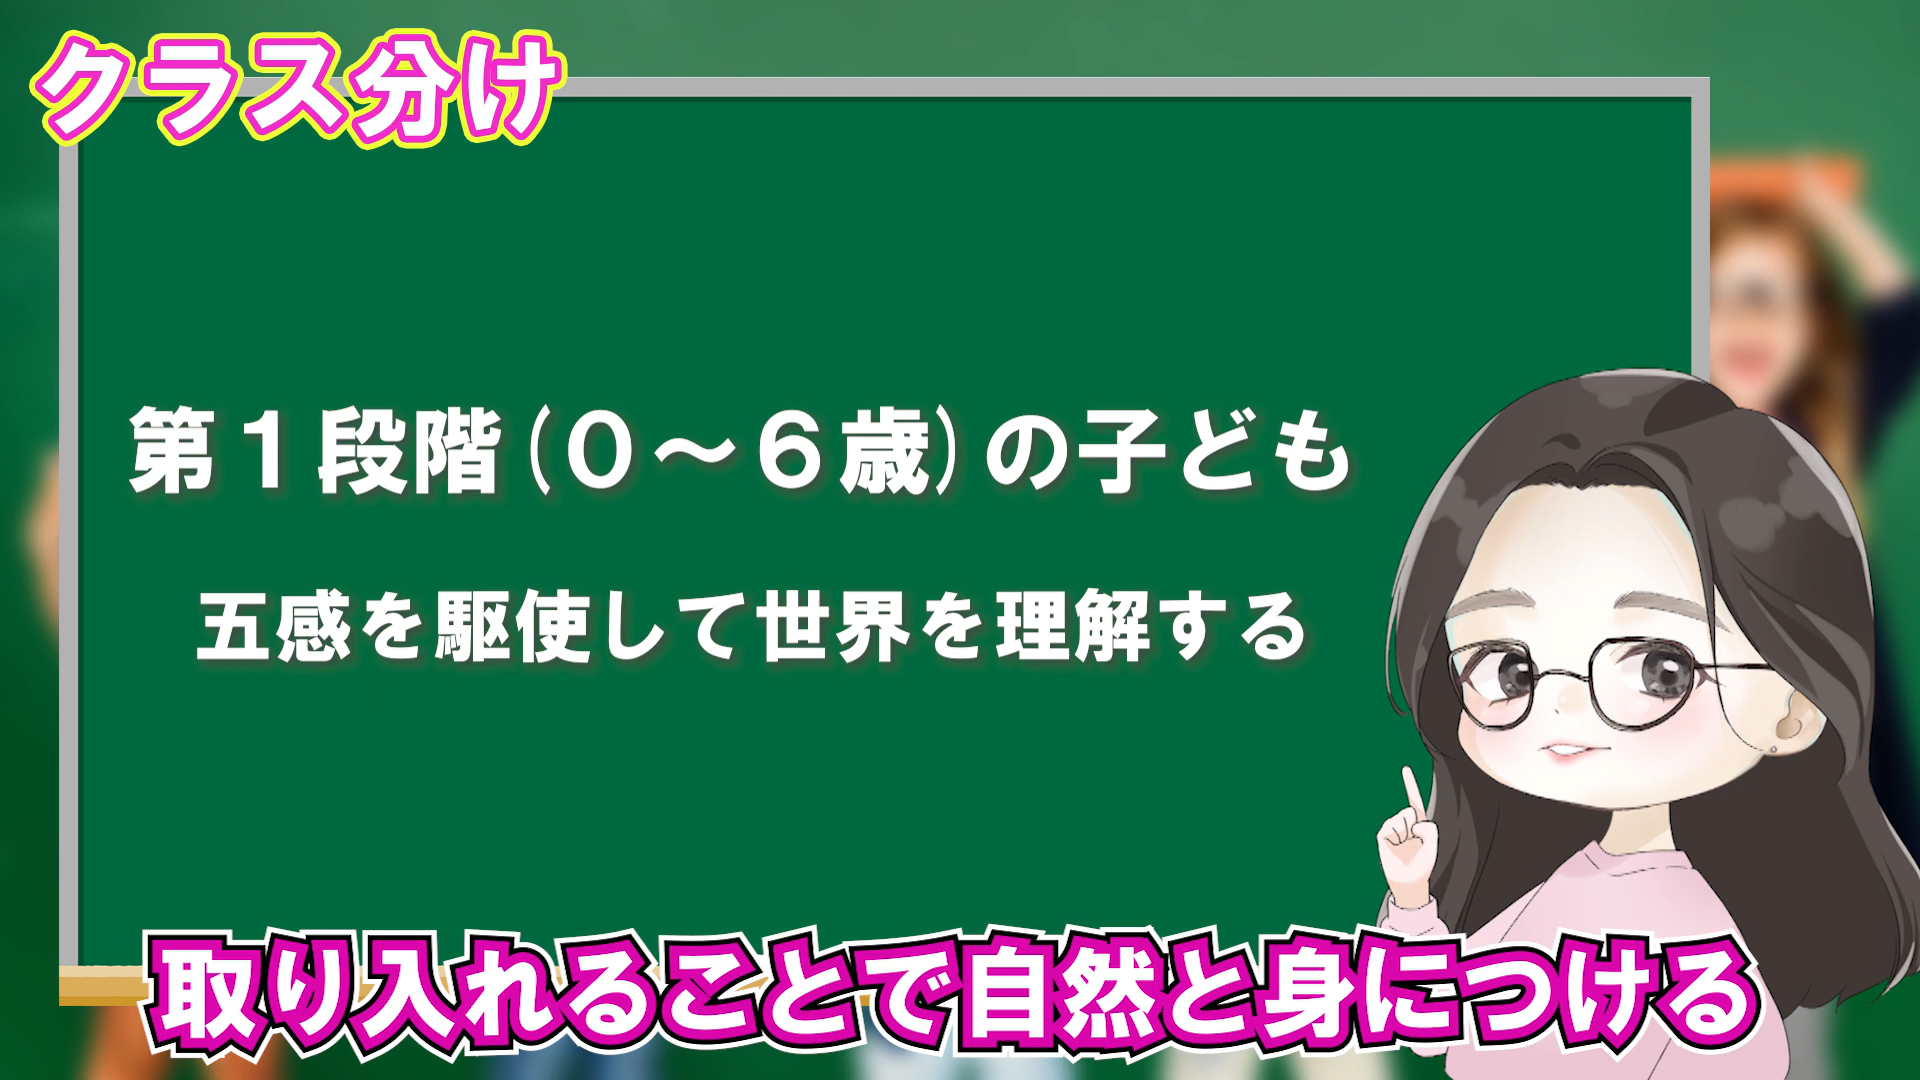 クラス分け
第１段階(０～６歳)の子ども
五感を駆使して世界を理解する
取り入れることで自然と身につける